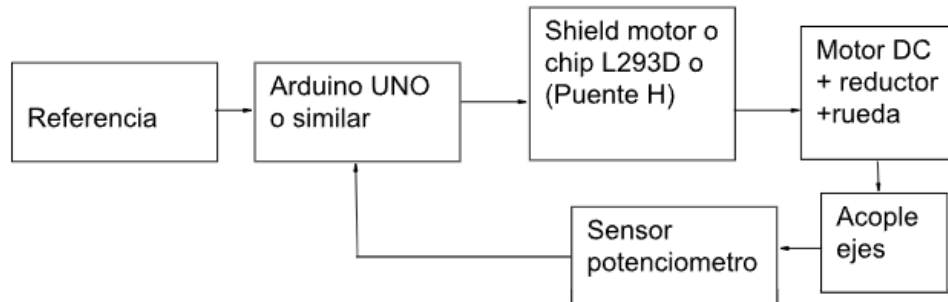 Referencia
Arduino UNO
o similar
Shield motor o
chip L293D o
(Puente H)
Motor DC
+ reductor
+rueda
Acople
ejes
Sensor
potenciometro